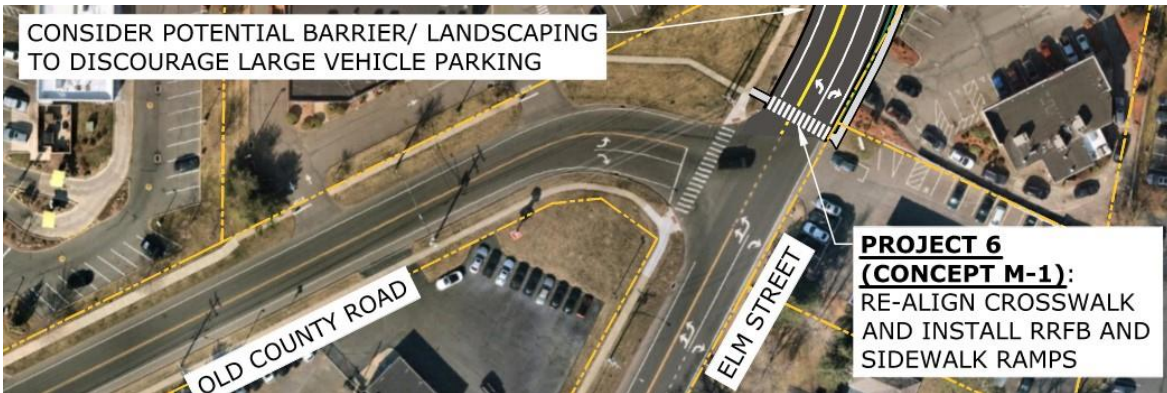 CONSIDER POTENTIAL BARRIER/ LANDSCAPING
TO DISCOURAGE LARGE VEHICLE PARKING
OLD COUNTY ROAD
ELM STREET
PROJECT 6
(CONCEPT M-1):
RE-ALIGN CROSSWALK
AND INSTALL RRFB AND
SIDEWALK RAMPS